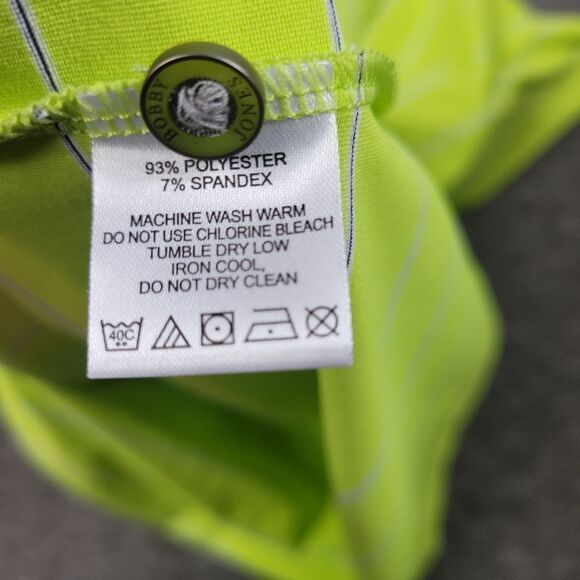 BOBBY JONES
93% POLYESTER
7% SPANDEX
MACHINE WASH WARM
DO NOT USE CHLORINE BLEACH
TUMBLE DRY LOW
IRON COOL,
DO NOT DRY CLEAN
40C